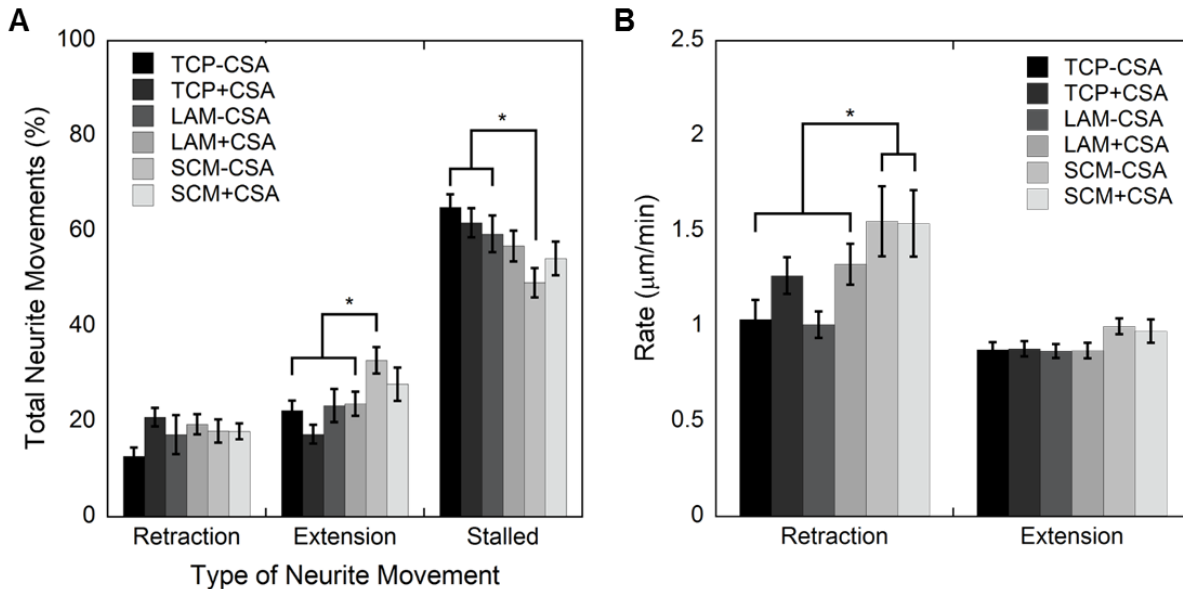 A
100
80
60
40
20
0
Total Neurite Movements (%)
TCP-CSA
TCP+CSA
LAM-CSA
LAM+CSA
SCM-CSA
SCM+CSA
*
*
Retraction
Extension
Stalled
Type of Neurite Movement
B
2.5
2
1.5
1
0.5
0
Rate (μm/min)
TCP-CSA
TCP+CSA
LAM-CSA
LAM+CSA
SCM-CSA
SCM+CSA
*
Retraction
Extension